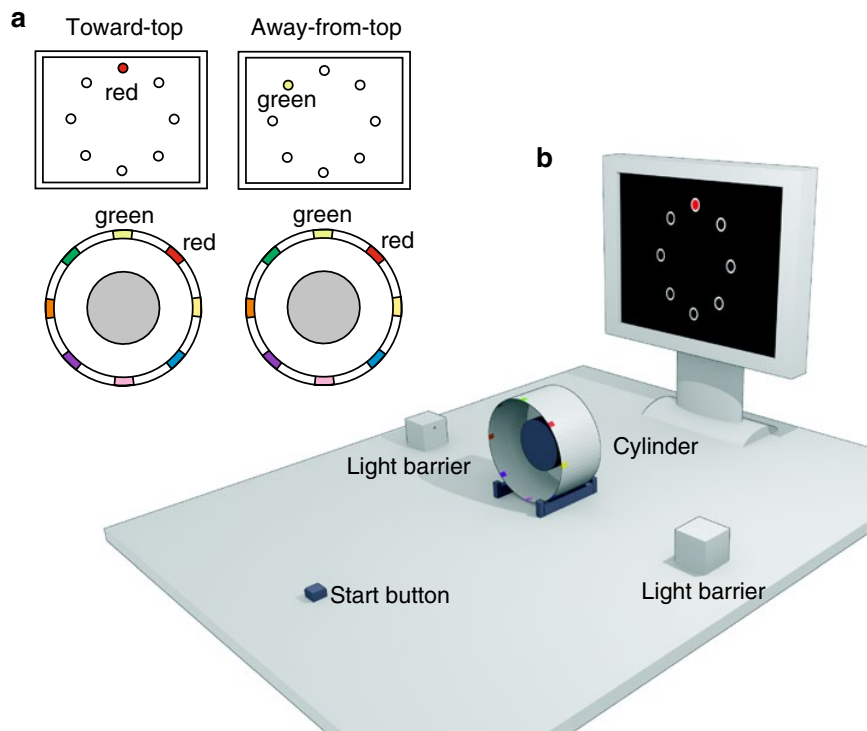 a
Toward-top
Away-from-top
red
green
green
red
green
red
b
Cylinder
Light barrier
Start button
Light barrier